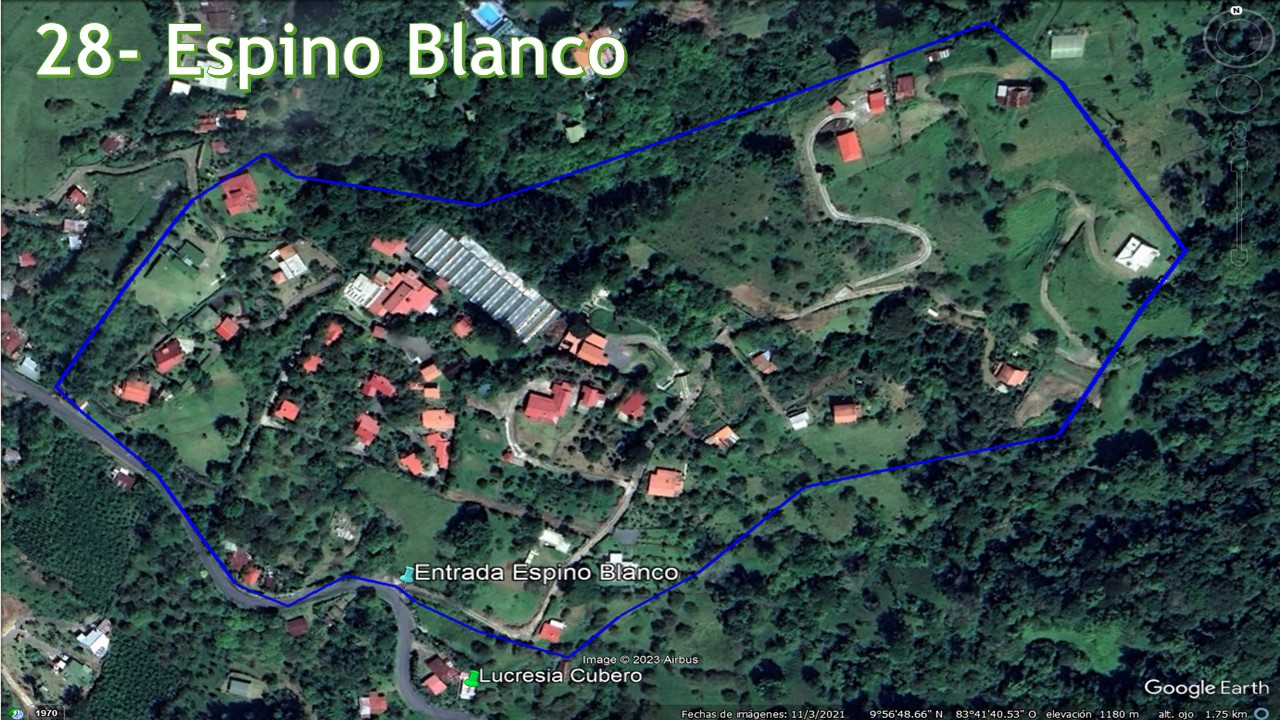 28- Espino Blanco
N
Entrada Espino Blanco
Image © 2023 Airbus
Lucresia Cubero
Google Earth
1970
Fechas de imágenes: 11/3/2021 9°56'48.66" N 83°41'40.53" O elevación 1180 m alt. ojo 1.75 km